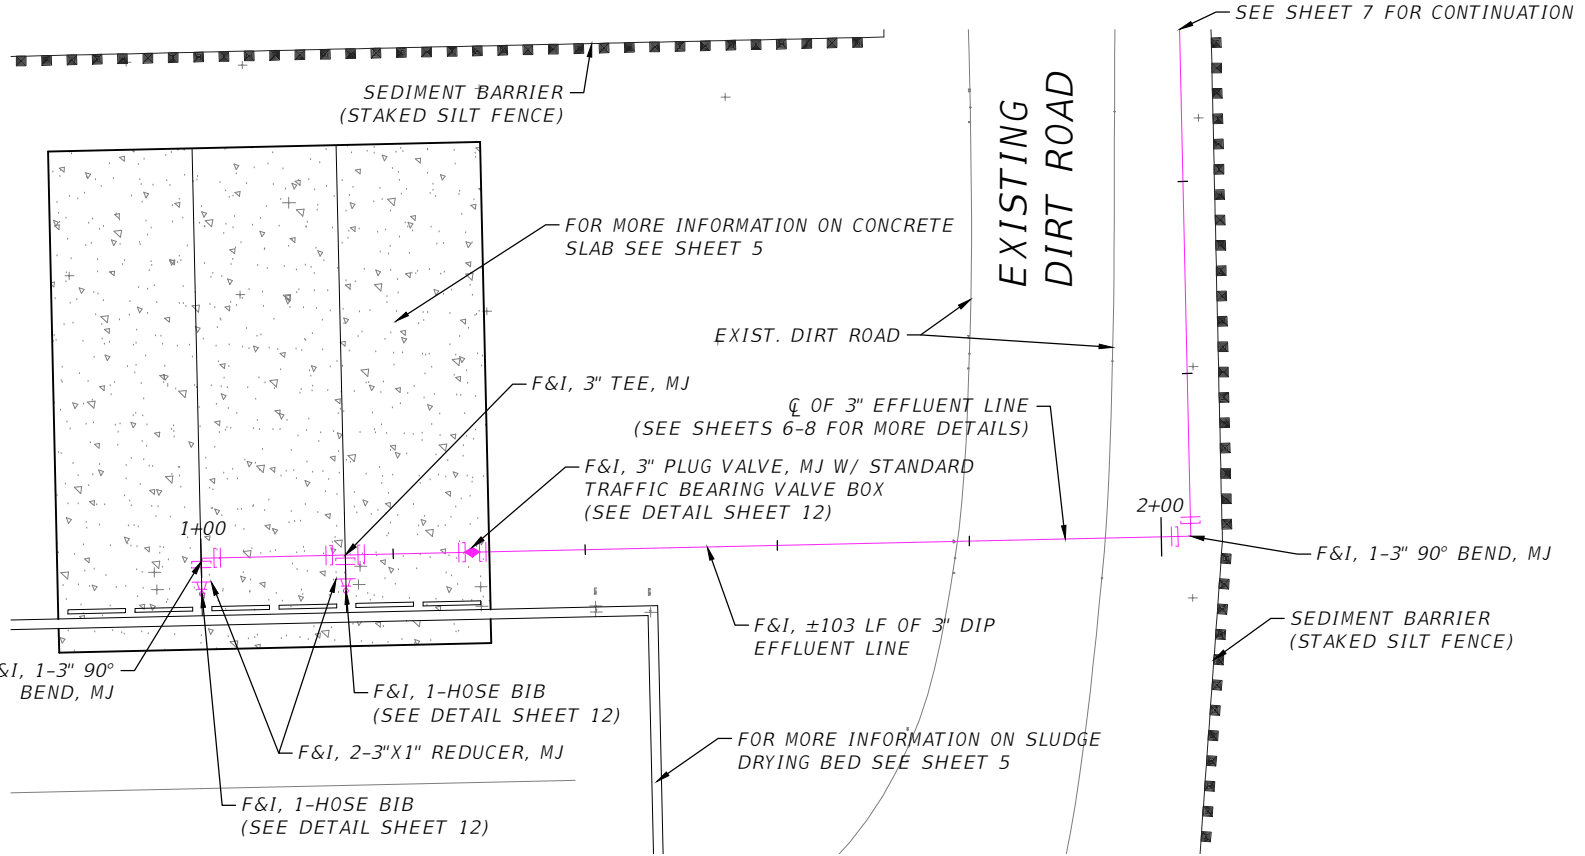 SEE SHEET 7 FOR CONTINUATION
SEDIMENT BARRIER
(STAKED SILT FENCE)
EXISTING
DIRT ROAD
FOR MORE INFORMATION ON CONCRETE
SLAB SEE SHEET 5
EXIST. DIRT ROAD
F&I, 3" TEE, MJ
℄ OF 3" EFFLUENT LINE
(SEE SHEETS 6-8 FOR MORE DETAILS)
F&I, 3" PLUG VALVE, MJ W/ STANDARD
TRAFFIC BEARING VALVE BOX
(SEE DETAIL SHEET 12)
1+00
2+00
F&I, 1-3" 90° BEND, MJ
F&I, ±103 LF OF 3" DIP
EFFLUENT LINE
SEDIMENT BARRIER
(STAKED SILT FENCE)
&I, 1-3" 90°
BEND, MJ
F&I, 1-HOSE BIB
(SEE DETAIL SHEET 12)
F&I, 2-3"X1" REDUCER, MJ
FOR MORE INFORMATION ON SLUDGE
DRYING BED SEE SHEET 5
F&I, 1-HOSE BIB
(SEE DETAIL SHEET 12)